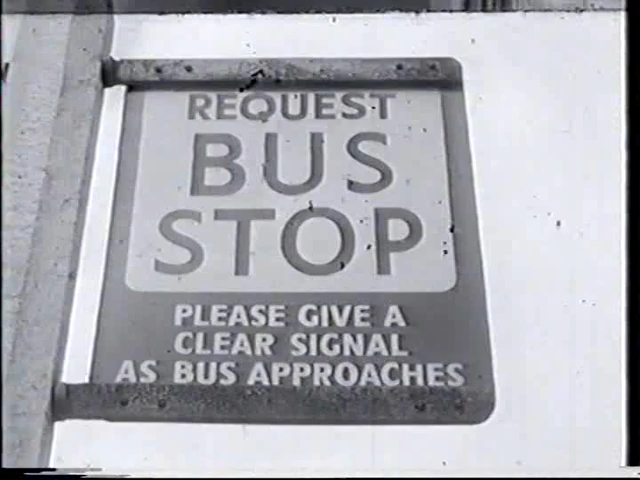 REQUEST
BUS
STOP
PLEASE GIVE A
CLEAR SIGNAL
AS BUS APPROACHES